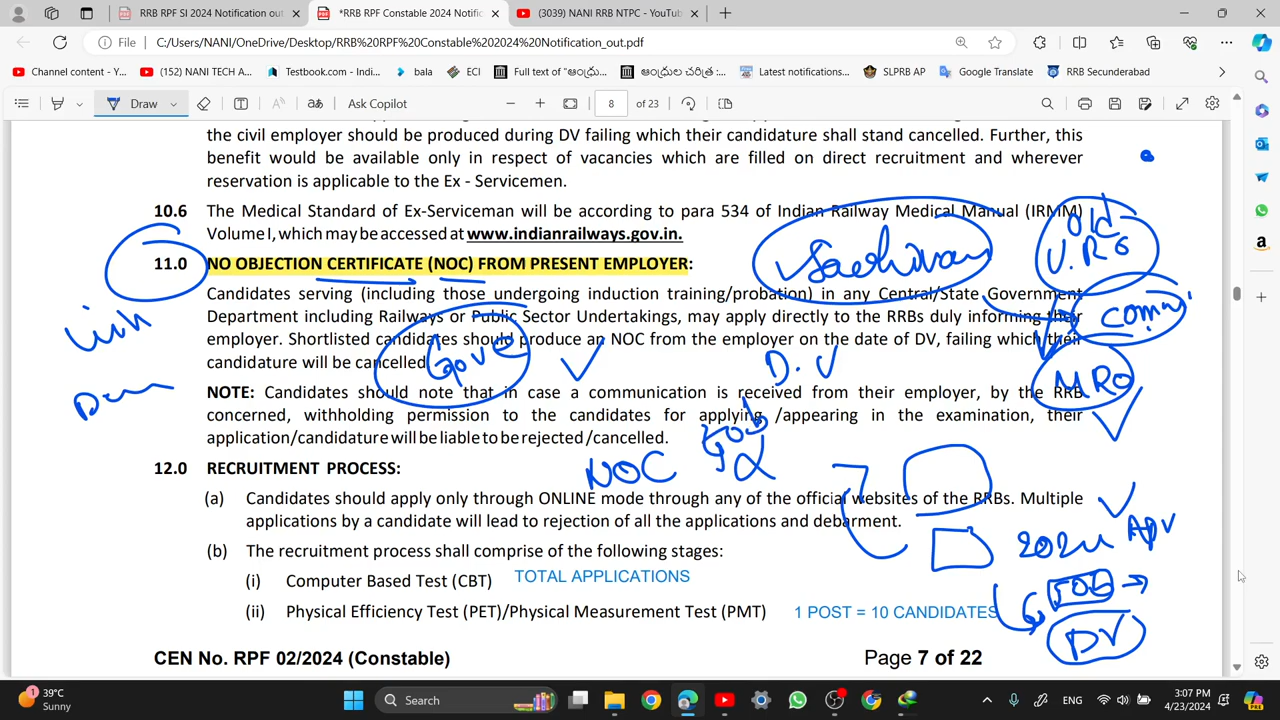 RRB RPF SI 2024 Notification out
*RRB RPF Constable 2024 Notific
(3039) NANI RRB NTPC - YouTube
File
C:/Users/NANI/OneDrive/Desktop/RRB%20RPF%20Constable%202024%20Notification_out.pdf
Channel content - Y...
(152) NANI TECH A...
Testbook.com - Indi...
bala
ECI
Full text of "ఆంధ్రు...
ఆంధ్రుల చరిత్ర :...
Latest notifications...
SLPRB AP
Google Translate
RRB Secunderabad
Draw
Ask Copilot
8 of 23
the civil employer should be produced during DV failing which their candidature shall stand cancelled. Further, this
benefit would be available only in respect of vacancies which are filled on direct recruitment and wherever
reservation is applicable to the Ex - Servicemen.
10.6 The Medical Standard of Ex-Serviceman will be according to para 534 of Indian Railway Medical Manual (IRMM)
Volume I, which may be eccessed at www.indianrailways.gov.in.
old
V.RO
11.0 NO OBJECTION CERTIFICATE (NOC) FROM PRESENT EMPLOYER:
Candidates serving (including those undergoing induction training/probation) in any Central/State Government
Department including Railways or Public Sector Undertakings, may apply directly to the RRBs duly informing their
employer. Shortlisted candidates should produce an NOC from the employer on the date of DV, failing which their
candidature will be cancelled.
Gove
D.V
MRO
NOTE: Candidates should note that in case a communication is received from their employer, by the RRB
concerned, withholding permission to the candidates for applying /appearing in the examination, their
application/candidature will be liable to be rejected /cancelled.
Job
NOC
12.0 RECRUITMENT PROCESS:
(a) Candidates should apply only through ONLINE mode through any of the official websites of the RRBs. Multiple
applications by a candidate will lead to rejection of all the applications and debarment.
2024
(b) The recruitment process shall comprise of the following stages:
(i) Computer Based Test (CBT) TOTAL APPLICATIONS
(ii) Physical Efficiency Test (PET)/Physical Measurement Test (PMT) 1 POST = 10 CANDIDATES
DV
CEN No. RPF 02/2024 (Constable) Page 7 of 22
1
39°C
Sunny
Search
ENG
3:07 PM
4/23/2024